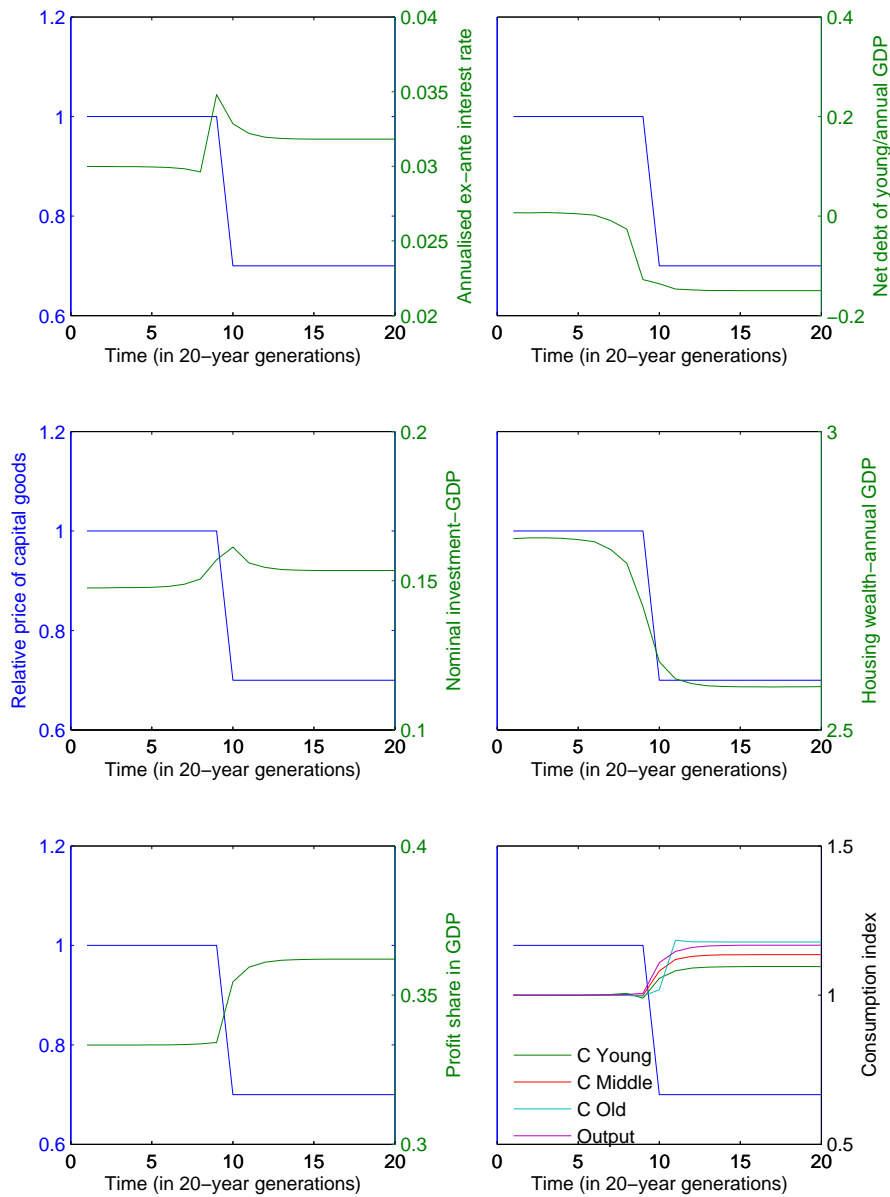 1.2
1
0.8
0.6
0.04
0.035
0.03
0.025
0.02
0 5 10 15 20
Time (in 20−year generations)
Annualised ex−ante interest rate
1.2
1
0.8
0.6
0.4
0.2
0
−0.2
0 5 10 15 20
Time (in 20−year generations)
Net debt of young/annual GDP
Relative price of capital goods
1.2
1
0.8
0.6
0.2
0.15
0.1
0 5 10 15 20
Time (in 20−year generations)
Nominal investment−GDP
3
2.5
0 5 10 15 20
Time (in 20−year generations)
Housing wealth−annual GDP
1.2
1
0.8
0.6
0.4
0.35
0.3
0 5 10 15 20
Time (in 20−year generations)
Profit share in GDP
1.5
1
0.5
0 5 10 15 20
Time (in 20−year generations)
Consumption index
C Young
C Middle
C Old
Output